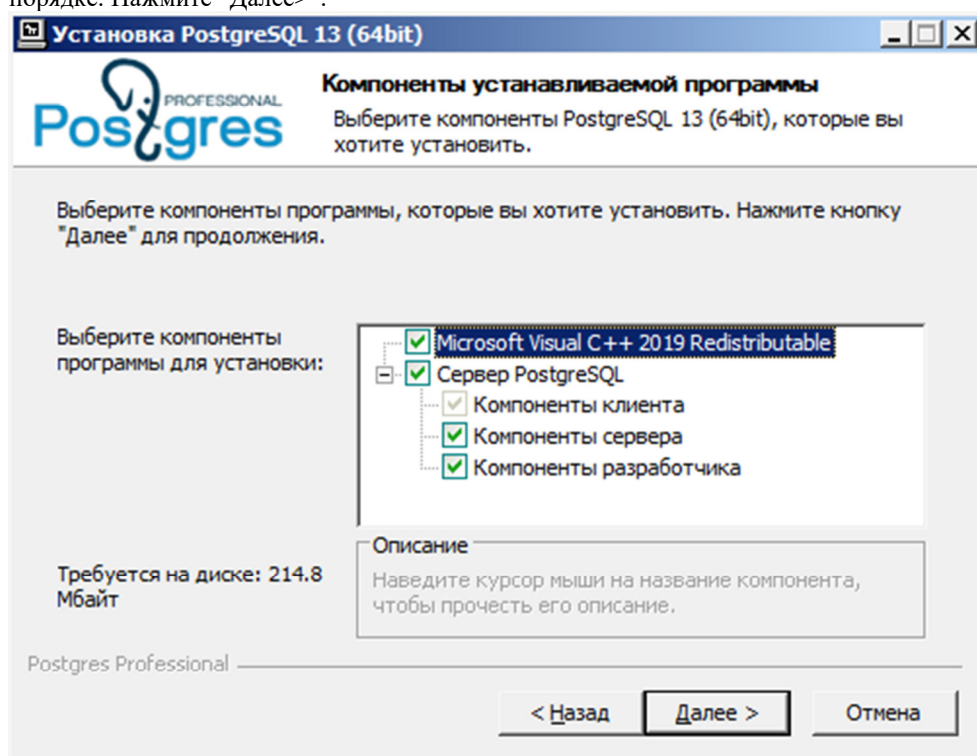 порядке. Нажмите "Далее>".
Установка PostgreSQL 13 (64bit)
PROFESSIONAL
Postgres
Компоненты устанавливаемой программы
Выберите компоненты PostgreSQL 13 (64bit), которые вы
хотите установить.
Выберите компоненты программы, которые вы хотите установить. Нажмите кнопку
"Далее" для продолжения.
Выберите компоненты
программы для установки:
Microsoft Visual C++ 2019 Redistributable
Сервер PostgreSQL
Компоненты клиента
Компоненты сервера
Компоненты разработчика
Требуется на диске: 214.8
Мбайт
Описание
Наведите курсор мыши на название компонента,
чтобы прочесть его описание.
Postgres Professional
< Назад
Далее >
Отмена